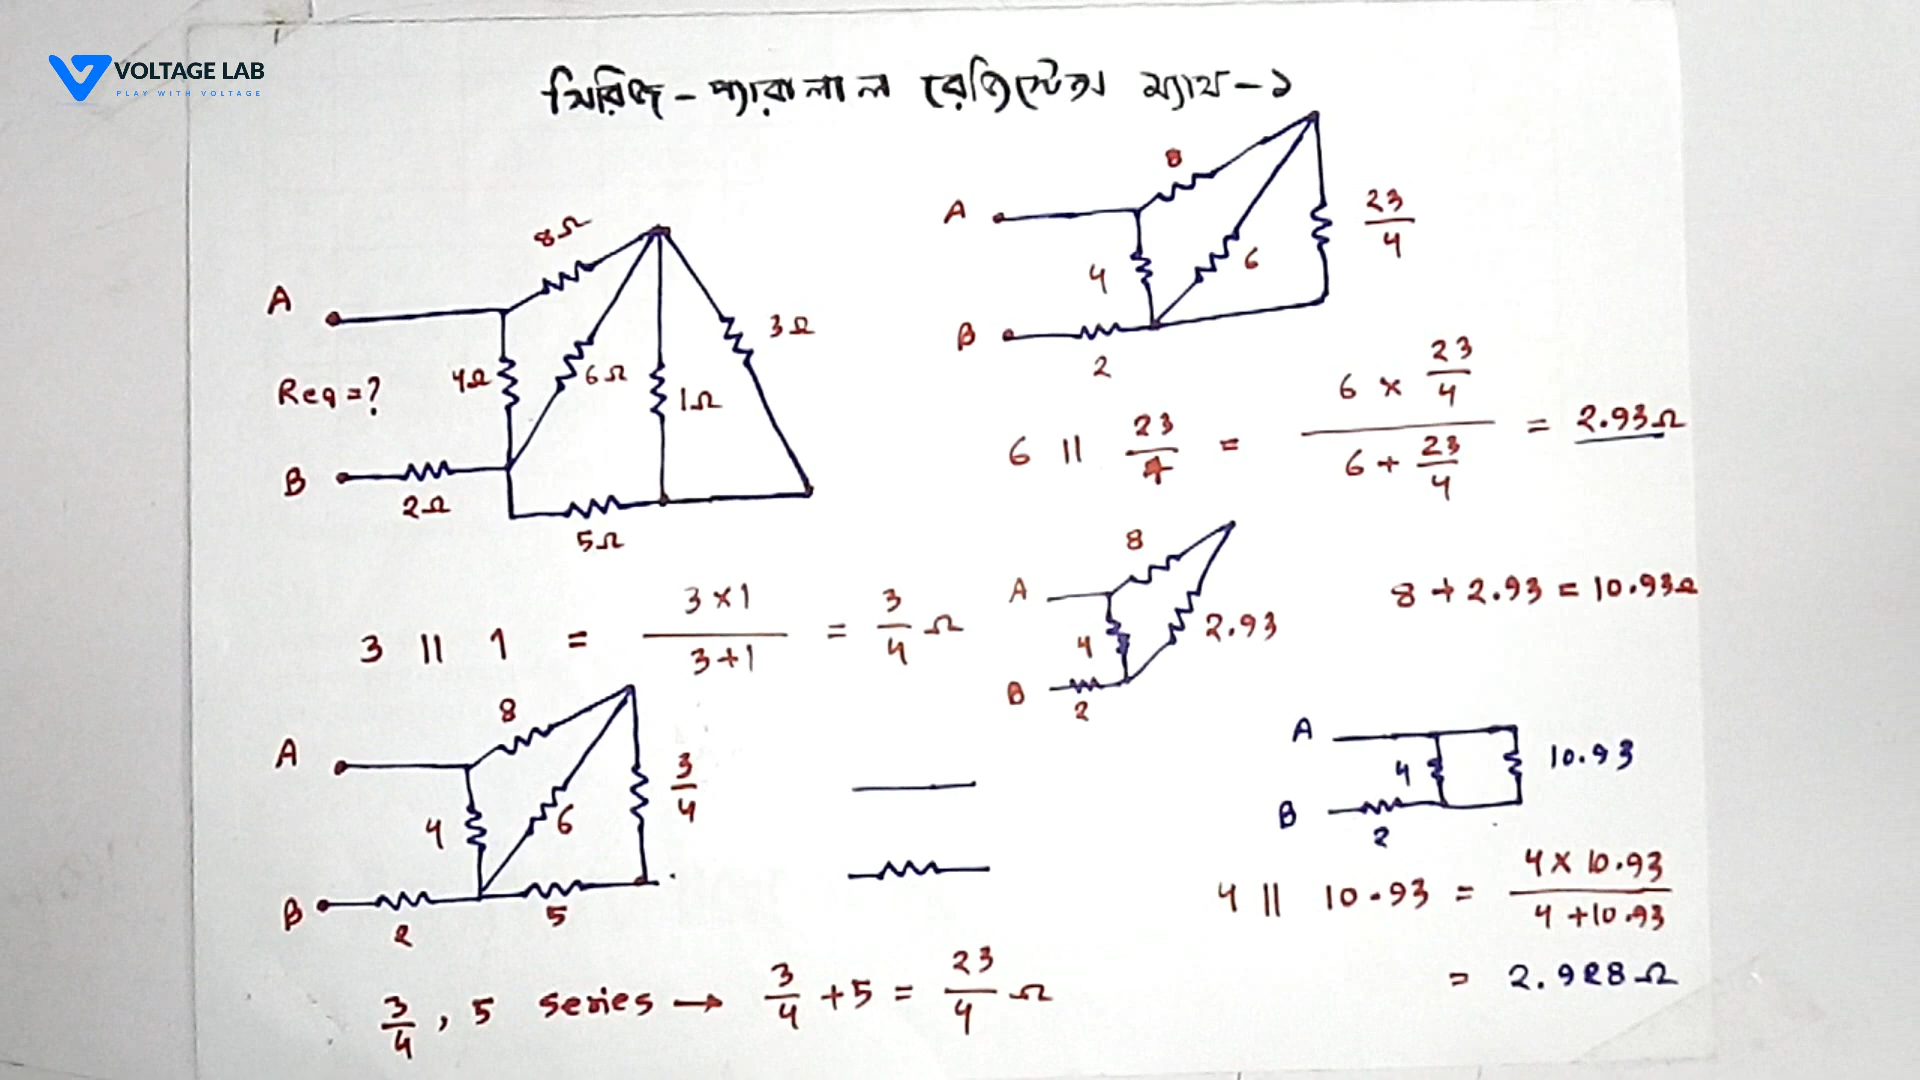 VOLTAGE LAB
PLAY WITH VOLTAGE
সিরিজ - প্যারালাল রেজিস্টেন্স ম্যাথ - ১
8Ω
A
3Ω
4Ω
6Ω
1Ω
Req = ?
B
2Ω
5Ω
3 || 1 = 3 × 1 / 3 + 1 = 3/4 Ω
8
A
3/4
4
6
B
2
5
3/4 , 5 series → 3/4 + 5 = 23/4 Ω
8
A
23/4
4
6
B
2
6 || 23/4 = 6 × 23/4 / 6 + 23/4 = 2.93Ω
8
A
4
2.93
B
2
8 + 2.93 = 10.93Ω
A
4
10.93
B
2
4 || 10.93 = 4 × 10.93 / 4 + 10.93
= 2.928Ω